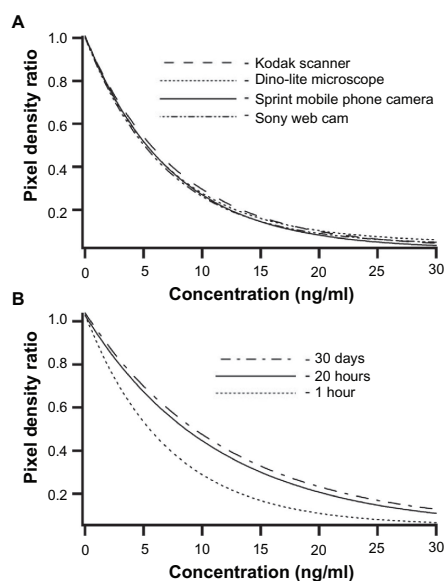 A
Pixel density ratio
1.0
0.8
0.6
0.4
0.2
- Kodak scanner
- Dino-lite microscope
- Sprint mobile phone camera
- Sony web cam
0 5 10 15 20 25 30
Concentration (ng/ml)
B
Pixel density ratio
1.0
0.8
0.6
0.4
0.2
- 30 days
- 20 hours
- 1 hour
0 5 10 15 20 25 30
Concentration (ng/ml)